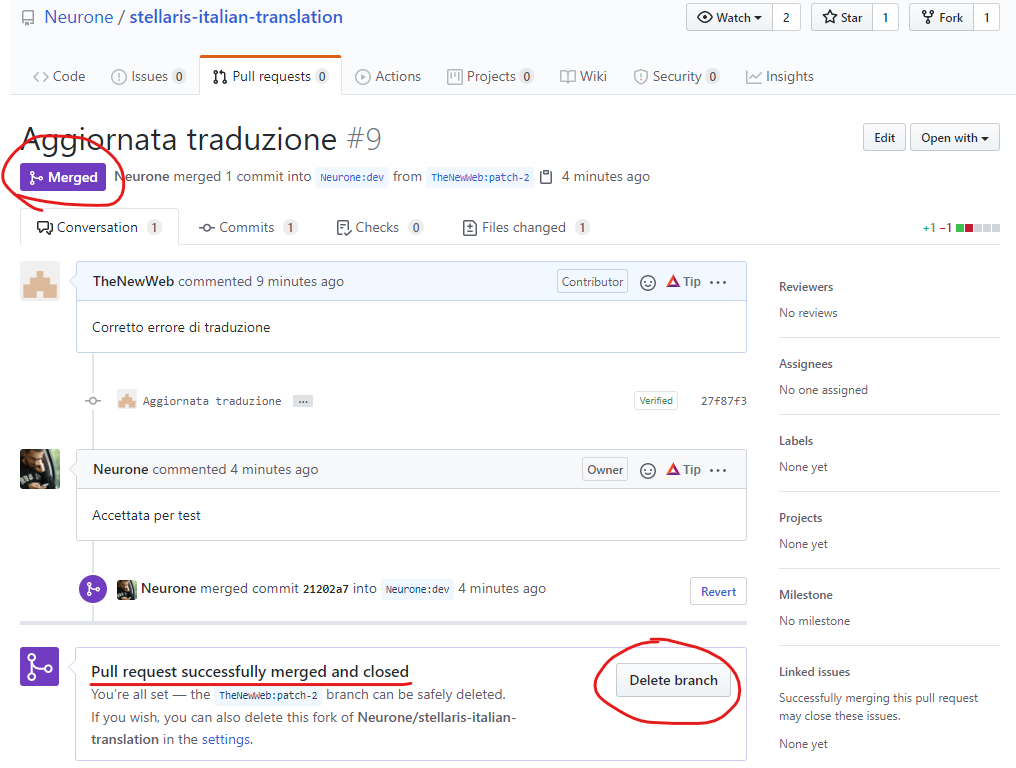 Neurone / stellaris-italian-translation
Watch 2 Star 1 Fork 1
Code Issues 0 Pull requests 0 Actions Projects 0 Wiki Security 0 Insights
Aggiornata traduzione #9
Edit Open with
Merged Neurone merged 1 commit into Neurone:dev from TheNewWeb:patch-2 4 minutes ago
Conversation 1 Commits 1 Checks 0 Files changed 1 +1 −1
TheNewWeb commented 9 minutes ago Contributor Tip ...
Corretto errore di traduzione
Aggiornata traduzione ... Verified 27f87f3
Neurone commented 4 minutes ago Owner Tip ...
Accettata per test
Neurone merged commit 21202a7 into Neurone:dev 4 minutes ago Revert
Pull request successfully merged and closed
You're all set — the TheNewWeb:patch-2 branch can be safely deleted.
If you wish, you can also delete this fork of Neurone/stellaris-italian-
translation in the settings.
Delete branch
Reviewers
No reviews
Assignees
No one assigned
Labels
None yet
Projects
None yet
Milestone
No milestone
Linked issues
Successfully merging this pull request
may close these issues.
None yet